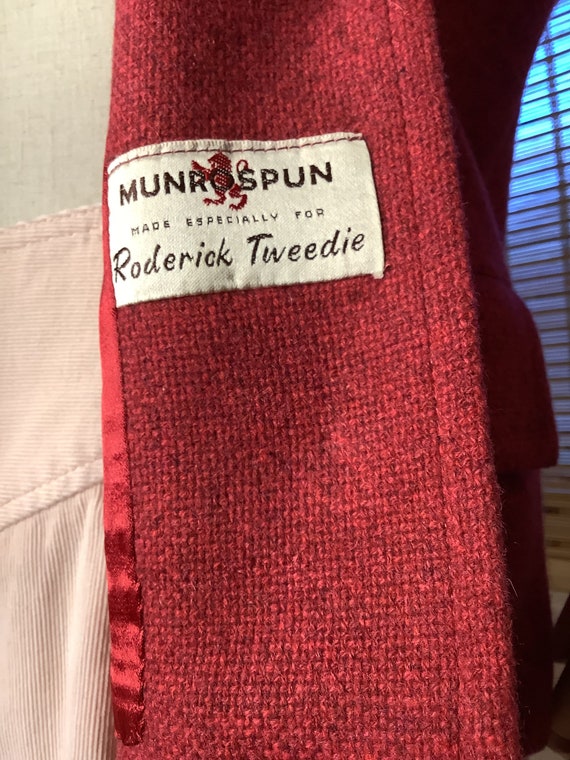 MUNROSPUN
MADE ESPECIALLY FOR
Roderick Tweedie